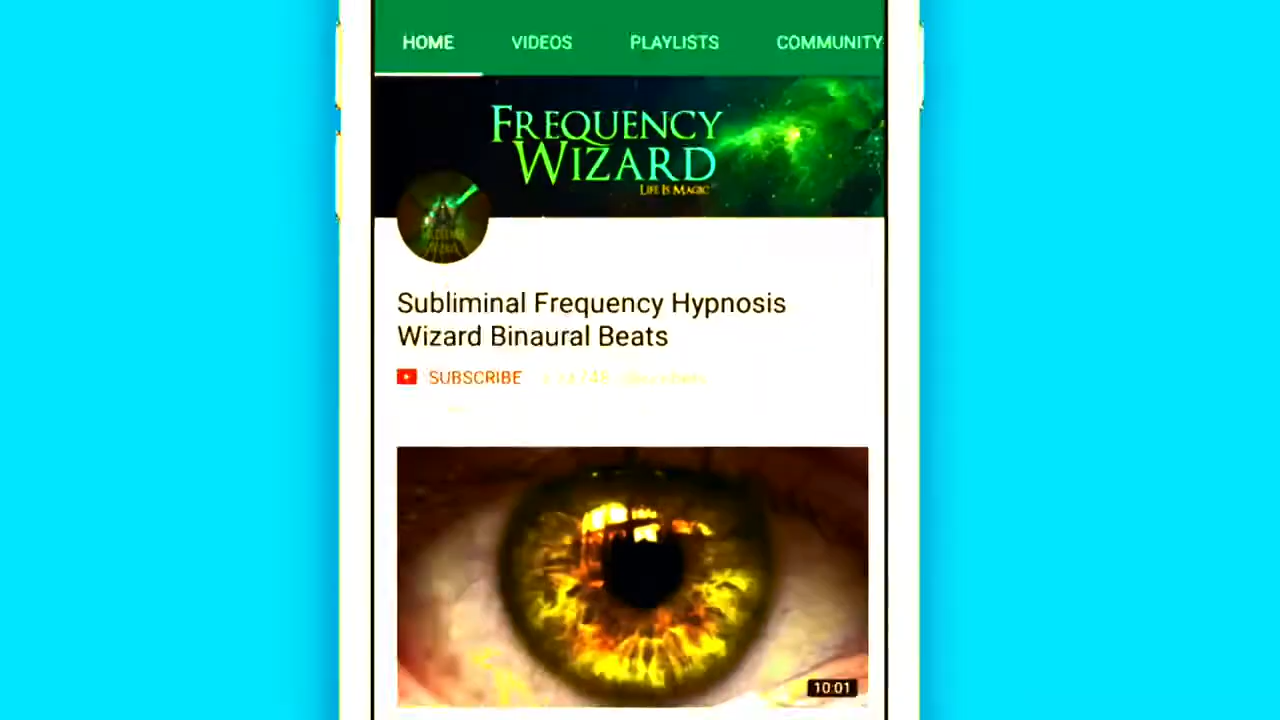 HOME VIDEOS PLAYLISTS COMMUNITY
FREQUENCY
WIZARD
LIFE IS MAGIC
Subliminal Frequency Hypnosis
Wizard Binaural Beats
SUBSCRIBE
10:01